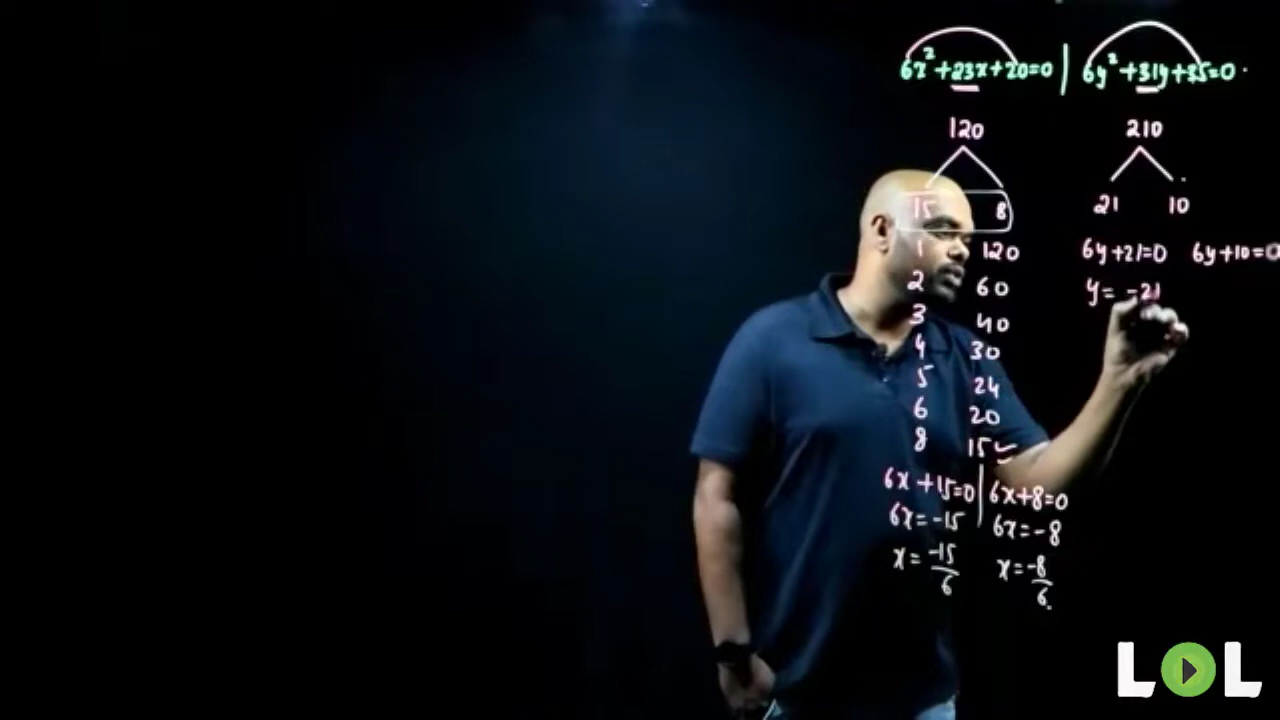 6x² + 23x + 20 = 0 | 6y² + 31y + 35 = 0
120
15 8
1 120
2 60
3 40
4 30
5 24
6 20
8 15 ✓
6x + 15 = 0 | 6x + 8 = 0
6x = -15 6x = -8
x = -15/6 x = -8/6
210
21 10
6y + 21 = 0 6y + 10 = 0
y = -21
LOL